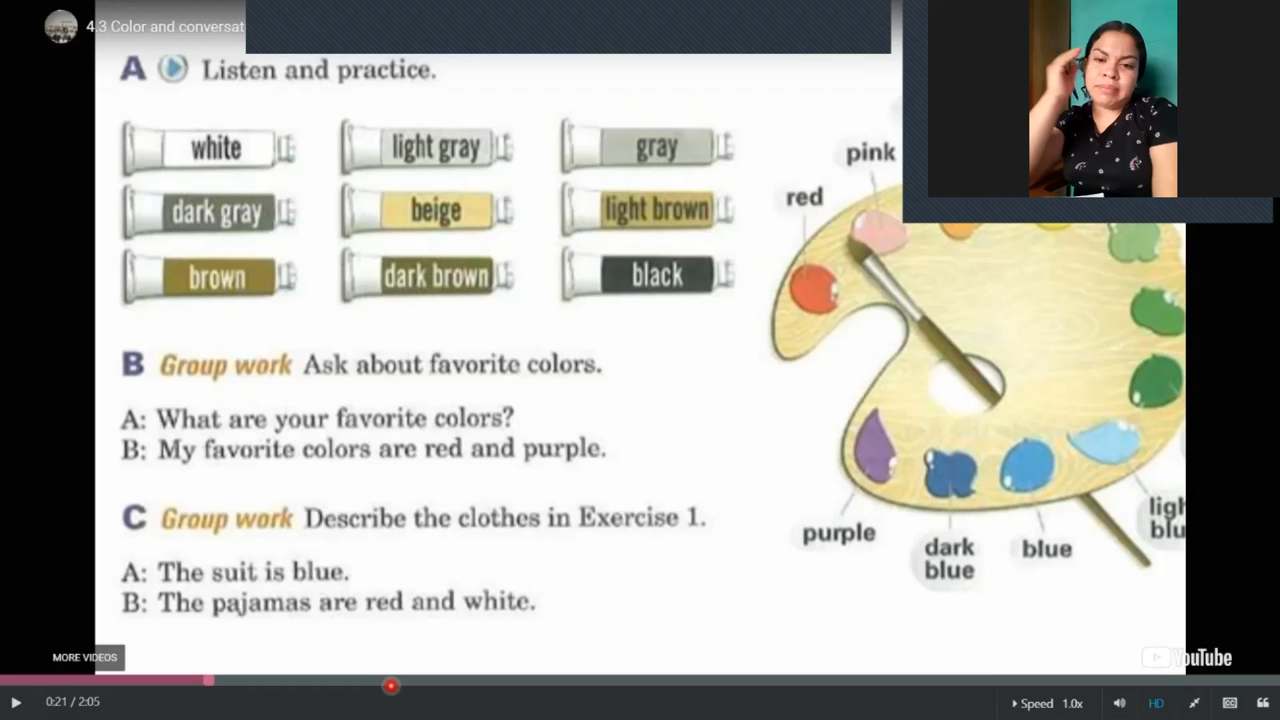 4.3 Color and conversat
A Listen and practice.
white
light gray
gray
dark gray
beige
light brown
brown
dark brown
black
pink
red
purple
dark
blue
blue
B Group work Ask about favorite colors.
A: What are your favorite colors?
B: My favorite colors are red and purple.
C Group work Describe the clothes in Exercise 1.
A: The suit is blue.
B: The pajamas are red and white.
MORE VIDEOS
YouTube
0:21 / 2:05
Speed 1.0x
HD
CC